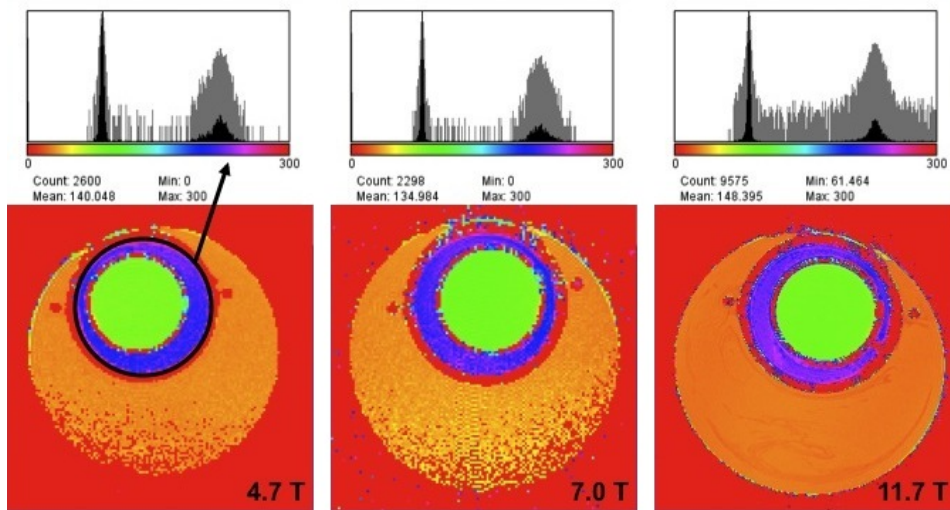 0 300
Count: 2600 Min: 0
Mean: 140.048 Max: 300
0 300
Count: 2298 Min: 0
Mean: 134.984 Max: 300
0 300
Count: 9575 Min: 61.464
Mean: 148.395 Max: 300
4.7 T
7.0 T
11.7 T